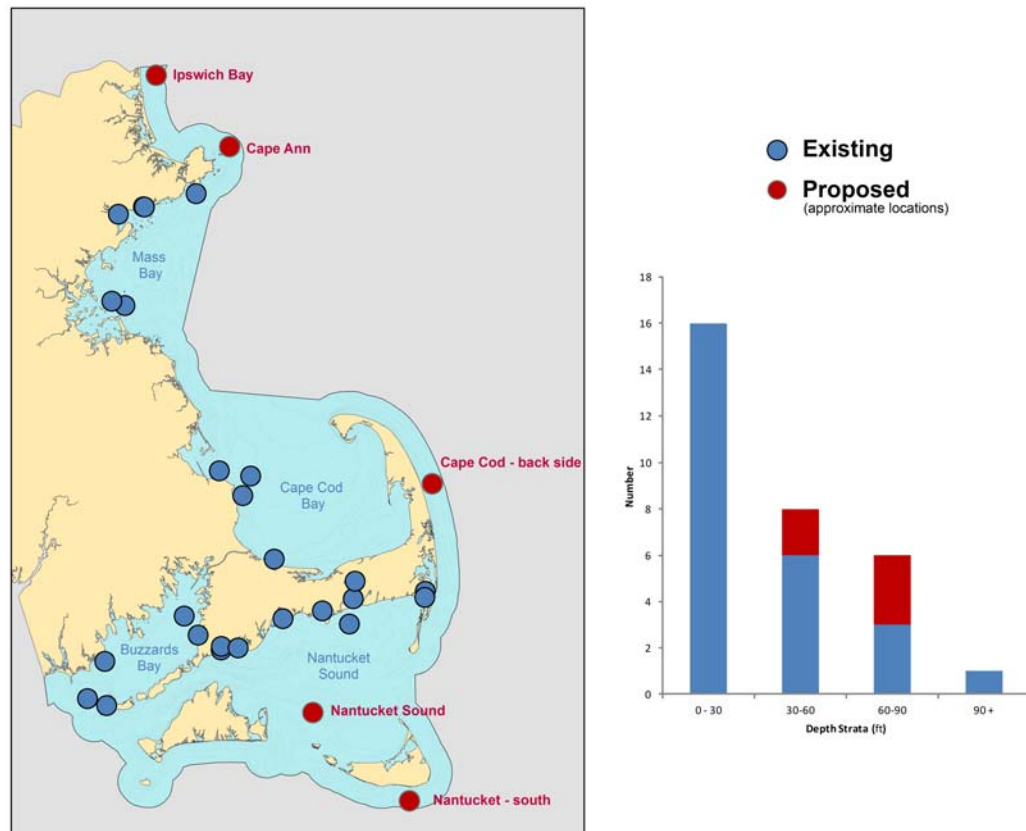 Ipswich Bay
Cape Ann
Mass
Bay
Cape Cod - back side
Cape Cod
Bay
Buzzards
Bay
Nantucket
Sound
Nantucket Sound
Nantucket - south
Existing
Proposed
(approximate locations)
18
16
14
12
10
8
6
4
2
0
Number
0 - 30
30-60
60-90
90 +
Depth Strata (ft)